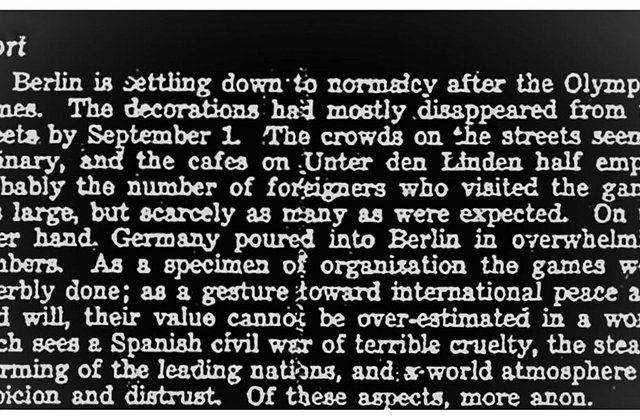 ort
Berlin is settling down to normalcy after the Olymp
mes. The decorations had mostly disappeared from
eets by September 1. The crowds on the streets seem
inary, and the cafes on Unter den Linden half emp
bably the number of foreigners who visited the gam
s large, but scarcely as many as were expected. On
er hand, Germany poured into Berlin in overwhelmi
mbers. As a specimen of organization the games w
erbly done; as a gesture toward international peace a
d will, their value cannot be over-estimated in a wor
ch sees a Spanish civil war of terrible cruelty, the stea
arming of the leading nations, and a world atmosphere
picion and distrust. Of these aspects, more anon.